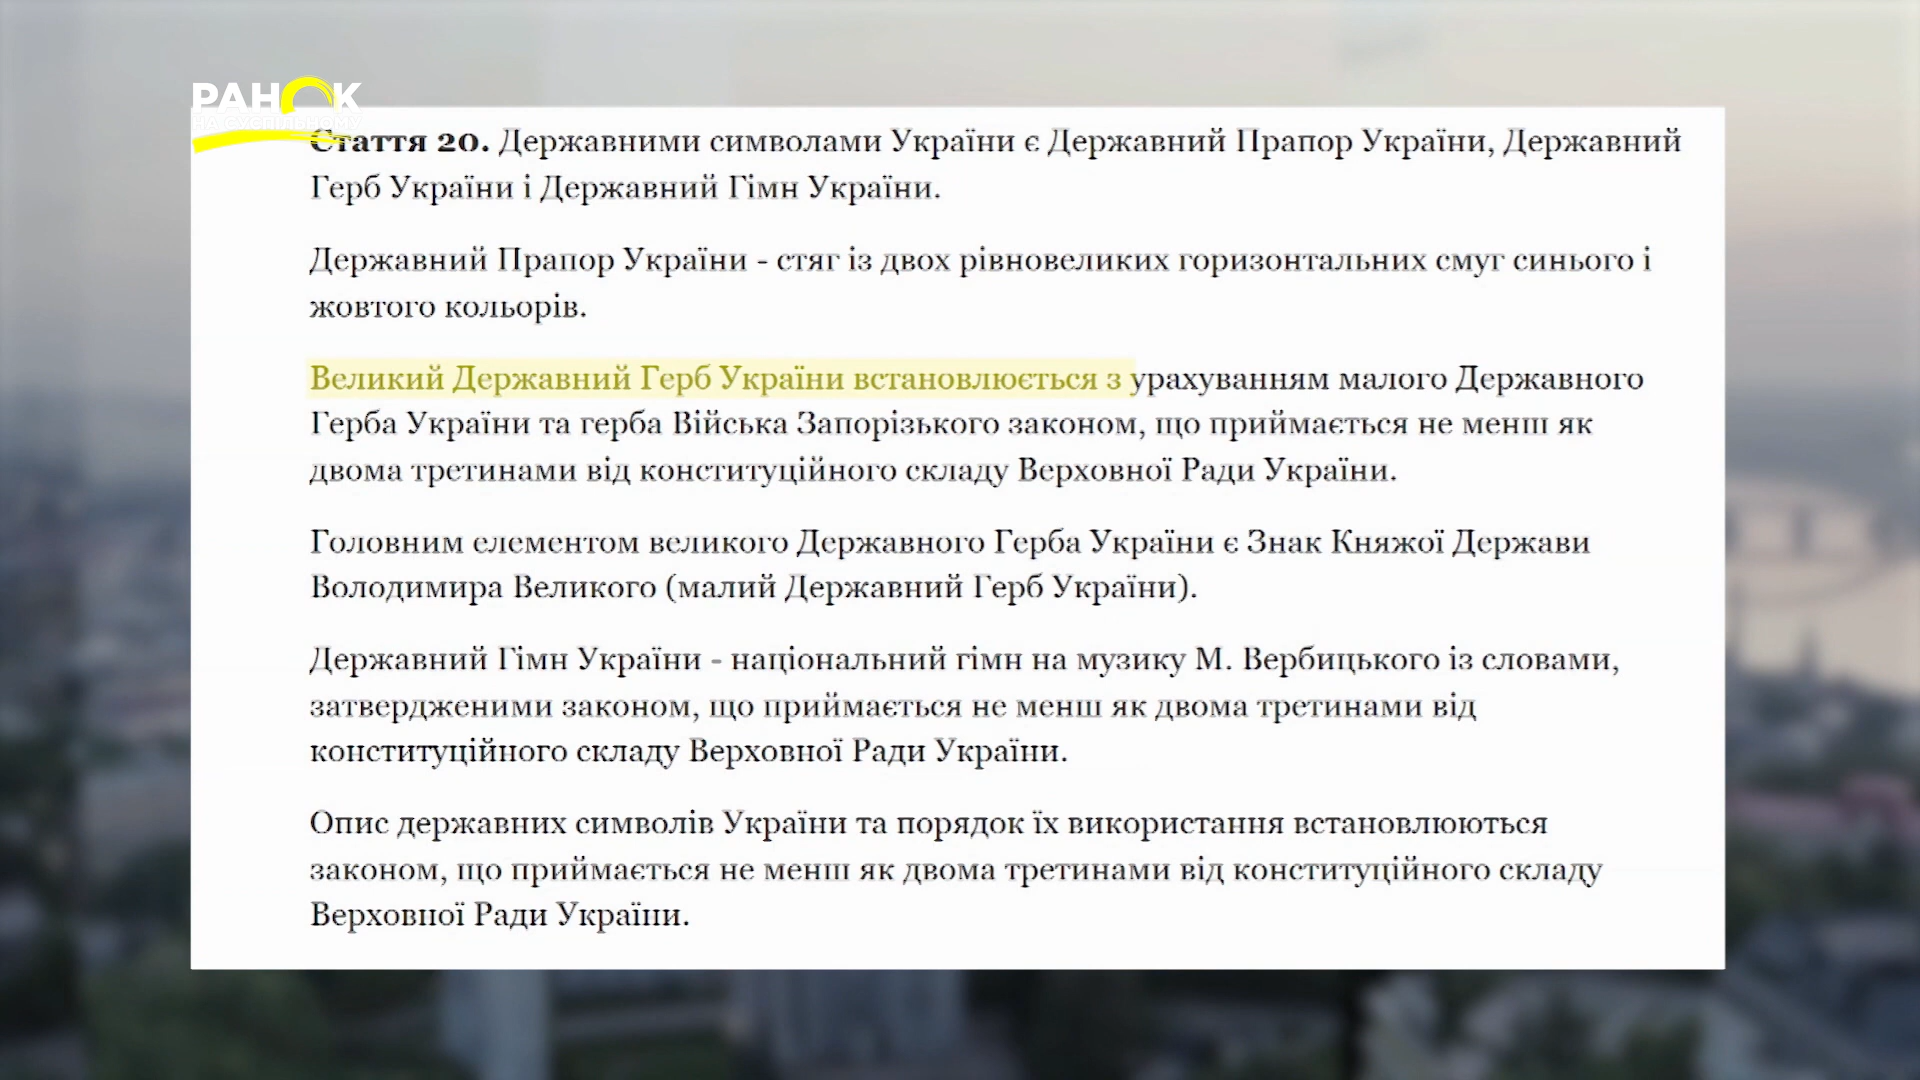 РАНОК
НА СУСПІЛЬНОМУ
Стаття 20. Державними символами України є Державний Прапор України, Державний
Герб України і Державний Гімн України.
Державний Прапор України - стяг із двох рівновеликих горизонтальних смуг синього і
жовтого кольорів.
Великий Державний Герб України встановлюється з урахуванням малого Державного
Герба України та герба Війська Запорізького законом, що приймається не менш як
двома третинами від конституційного складу Верховної Ради України.
Головним елементом великого Державного Герба України є Знак Княжої Держави
Володимира Великого (малий Державний Герб України).
Державний Гімн України - національний гімн на музику М. Вербицького із словами,
затвердженими законом, що приймається не менш як двома третинами від
конституційного складу Верховної Ради України.
Опис державних символів України та порядок їх використання встановлюються
законом, що приймається не менш як двома третинами від конституційного складу
Верховної Ради України.